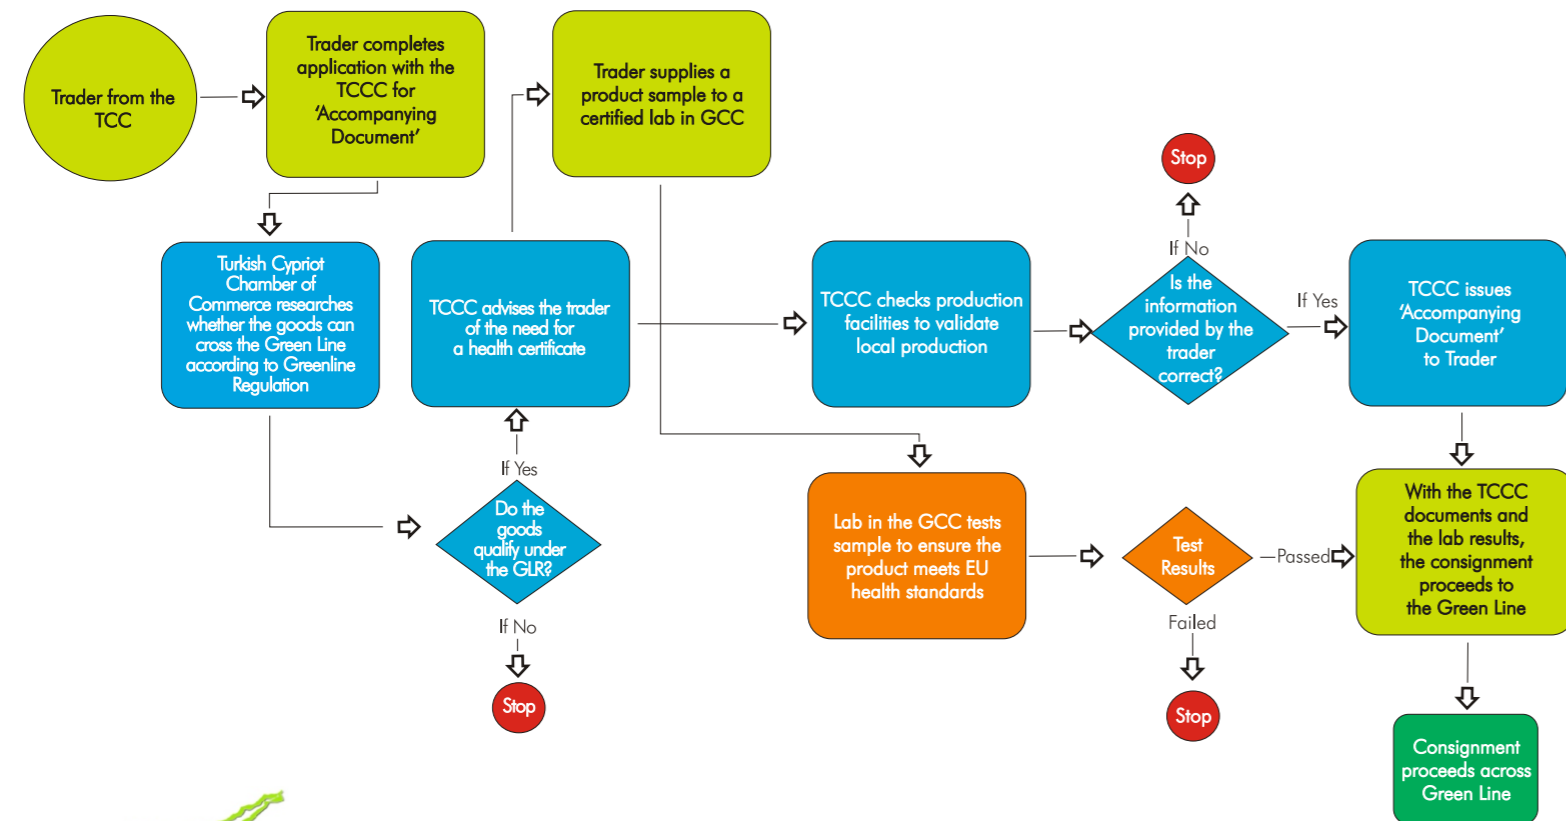 Trader from the
TCC
Trader completes
application with the
TCCC for
‘Accompanying
Document’
Trader supplies a
product sample to a
certified lab in GCC
Stop
If No
Turkish Cypriot
Chamber of
Commerce researches
whether the goods can
cross the Green Line
according to Greenline
Regulation
TCCC advises the trader
of the need for
a health certificate
TCCC checks production
facilities to validate
local production
Is the
information
provided by the
trader
correct?
If Yes
TCCC issues
‘Accompanying
Document’
to Trader
If Yes
Do the
goods
qualify under
the GLR?
If No
Stop
Lab in the GCC tests
sample to ensure the
product meets EU
health standards
Test
Results
Passed
Failed
Stop
With the TCCC
documents and
the lab results,
the consignment
proceeds to
the Green Line
Consignment
proceeds across
Green Line